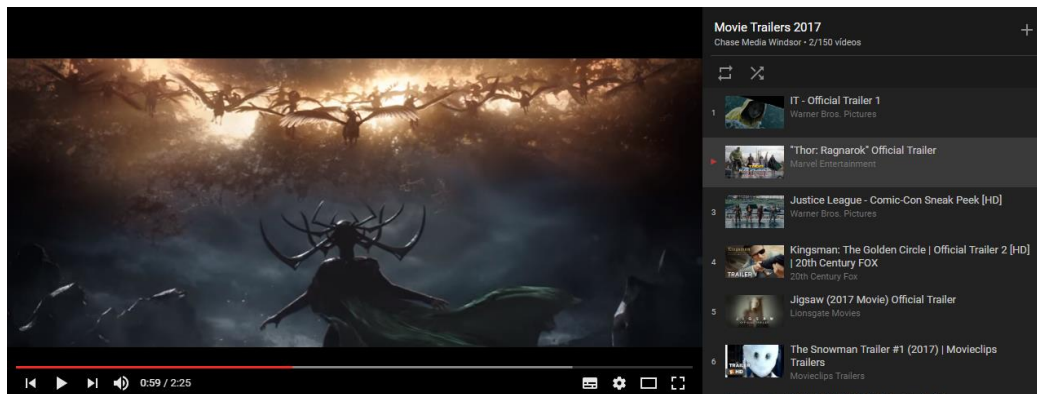 Movie Trailers 2017
Chase Media Windsor • 2/150 vídeos
1
IT - Official Trailer 1
Warner Bros. Pictures
"Thor: Ragnarok" Official Trailer
Marvel Entertainment
3
Justice League - Comic-Con Sneak Peek [HD]
Warner Bros. Pictures
4
TRAILER
Kingsman: The Golden Circle | Official Trailer 2 [HD]
| 20th Century FOX
20th Century Fox
5
Jigsaw (2017 Movie) Official Trailer
Lionsgate Movies
6
TRAILER
HD
The Snowman Trailer #1 (2017) | Movieclips
Trailers
Movieclips Trailers
0:59 / 2:25